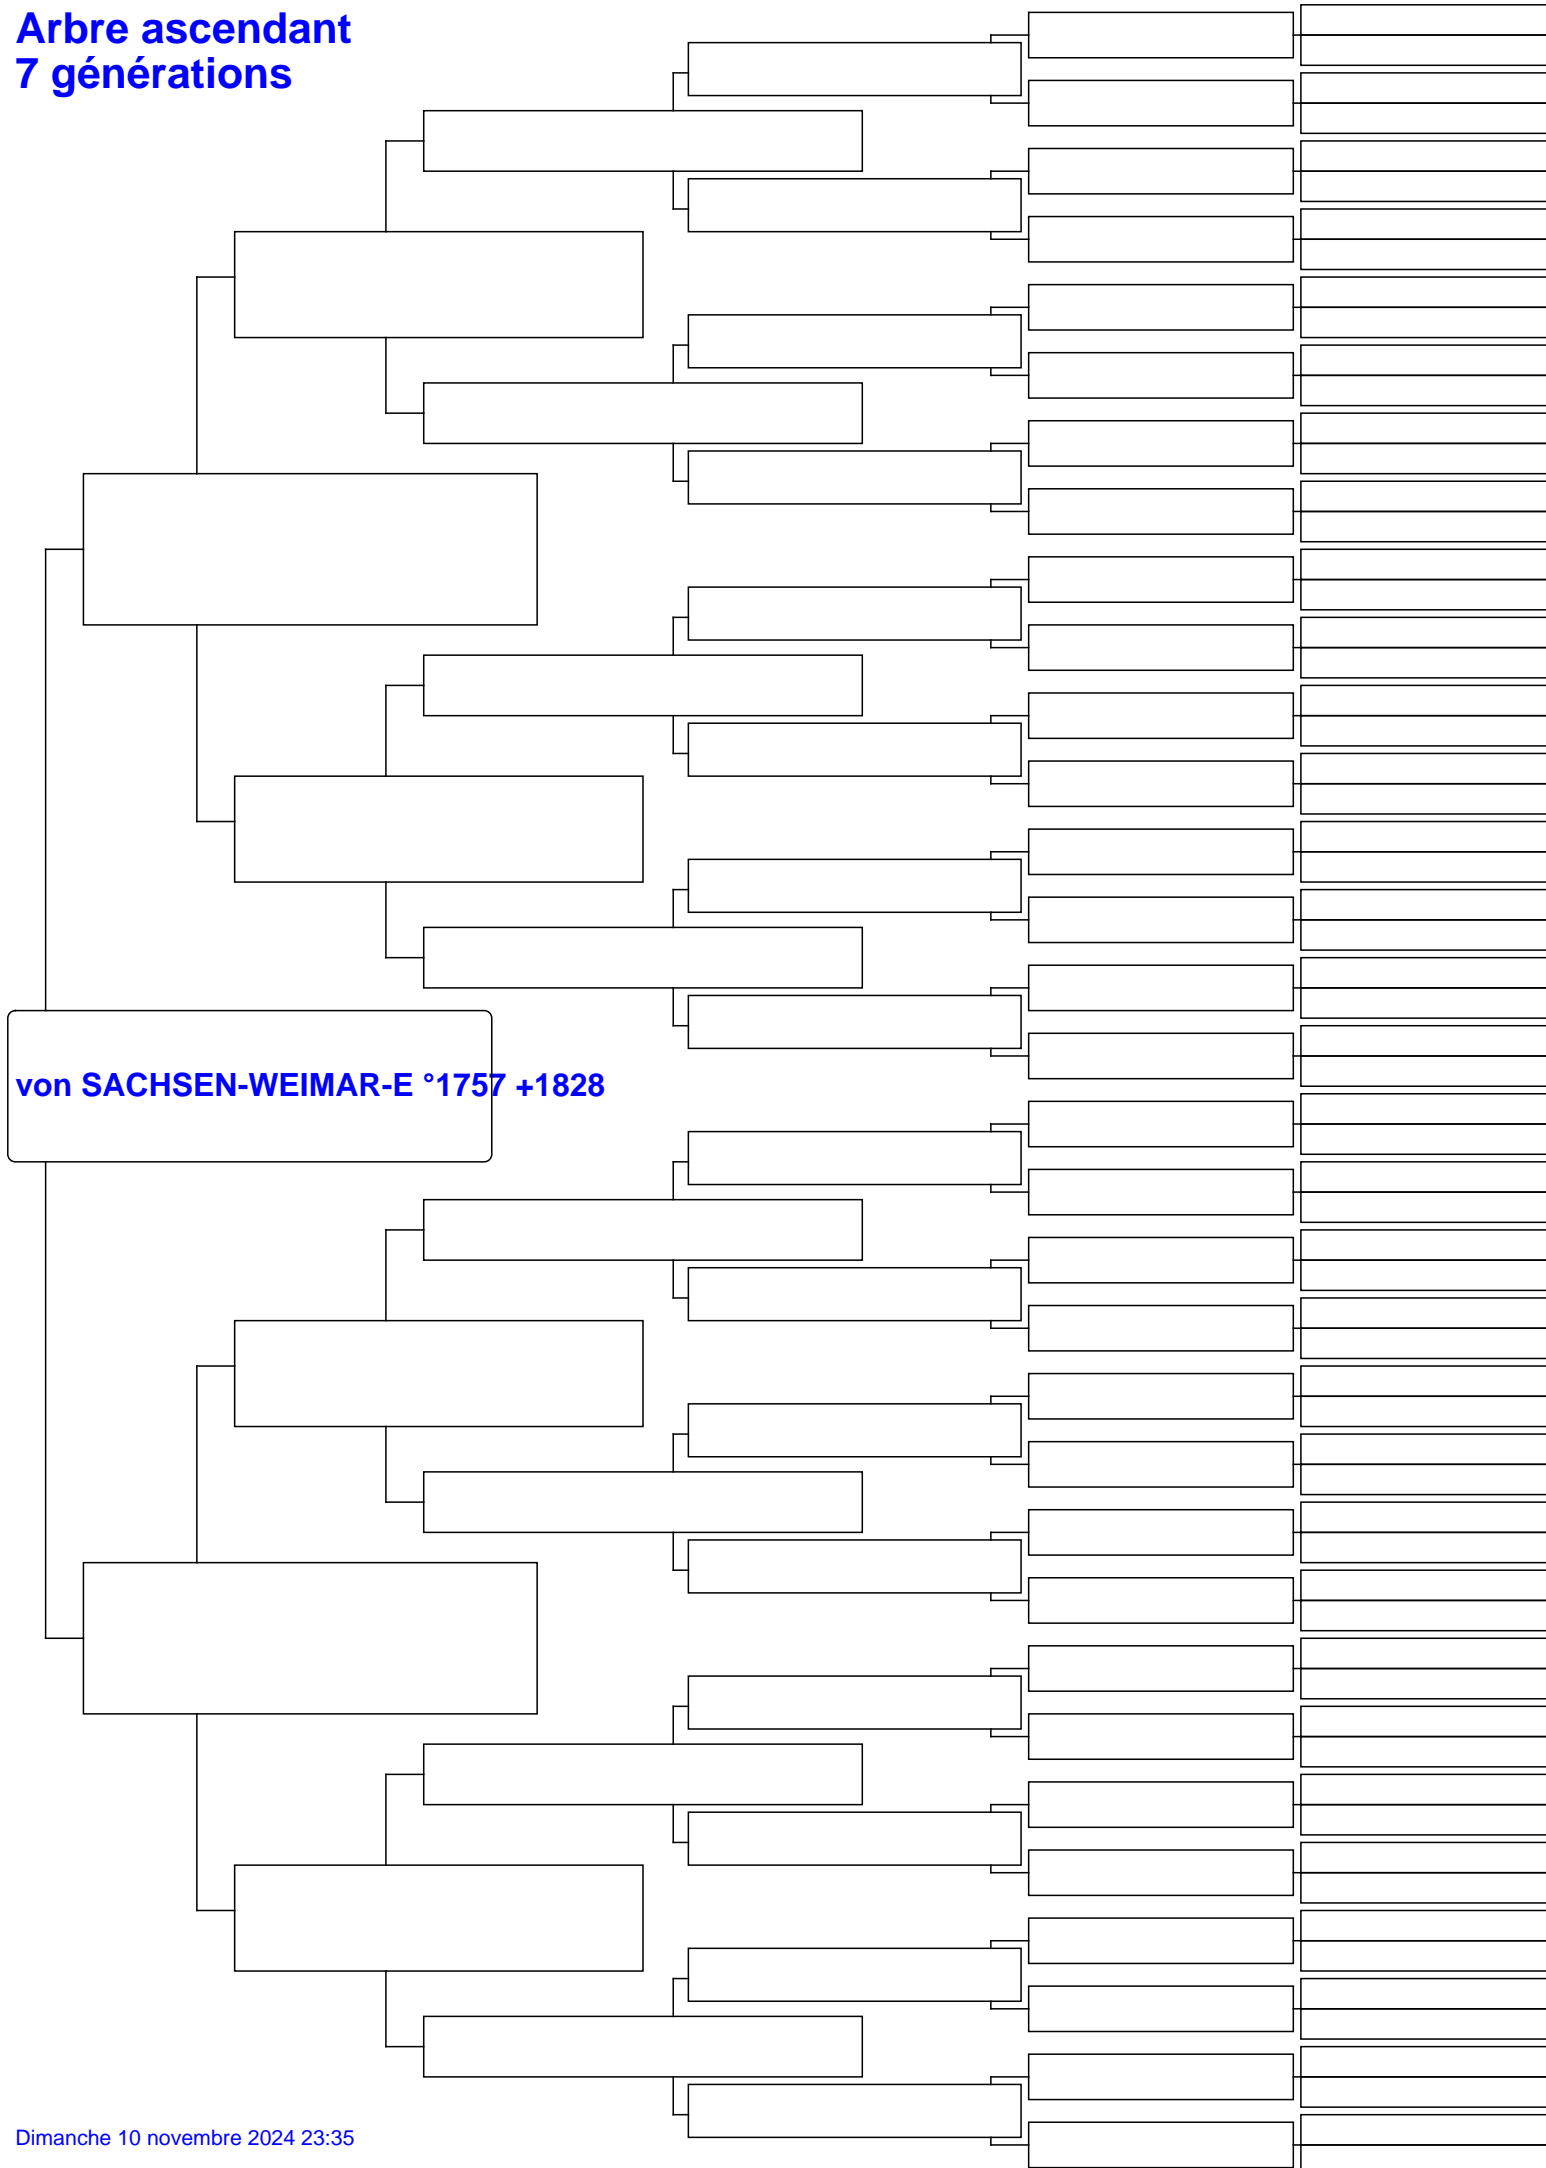 Arbre ascendant
7 générations
von SACHSEN-WEIMAR-E °1757 +1828
Dimanche 10 novembre 2024 23:35